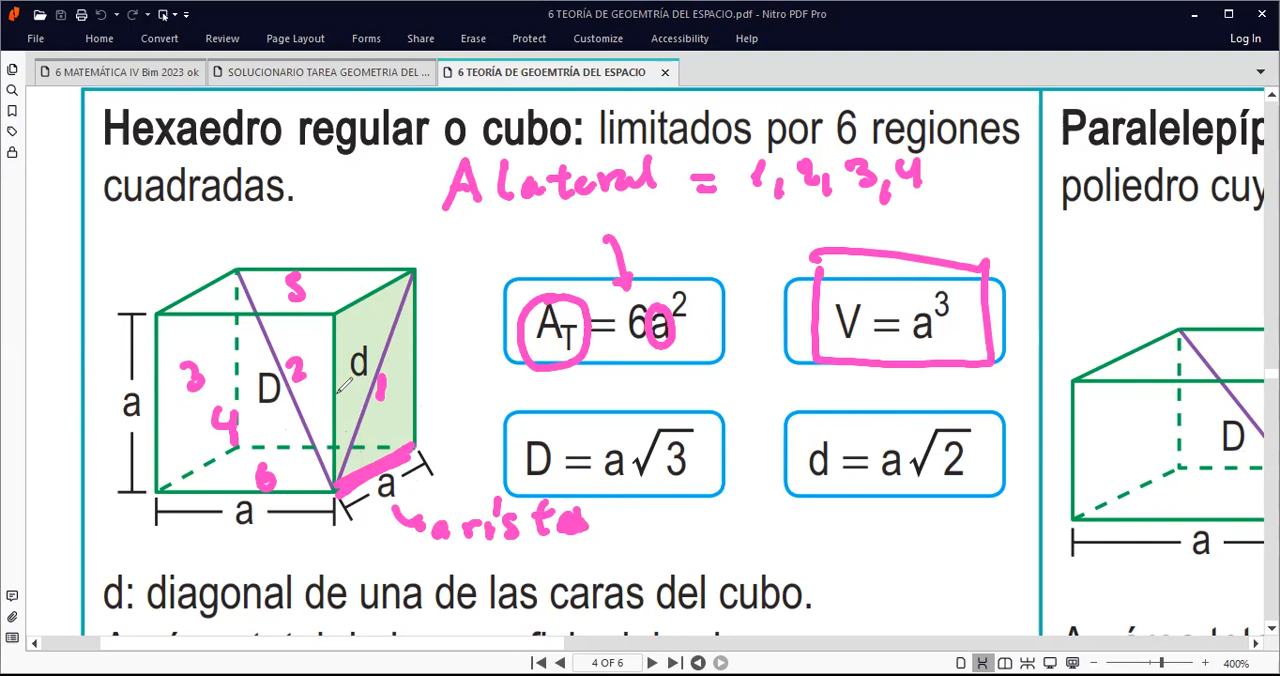 6 TEORÍA DE GEOEMTRÍA DEL ESPACIO.pdf - Nitro PDF Pro
File Home Convert Review Page Layout Forms Share Erase Protect Customize Accessibility Help Log In
6 MATEMÁTICA IV Bim 2023 ok
SOLUCIONARIO TAREA GEOMETRIA DEL ...
6 TEORÍA DE GEOEMTRÍA DEL ESPACIO
Hexaedro regular o cubo: limitados por 6 regiones
cuadradas.
A lateral = 1, 2, 3, 4
5
3
2
4
1
6
D
d
a
a
a
arista
A_T = 6a²
V = a³
D = a√3
d = a√2
d: diagonal de una de las caras del cubo.
Paralelepíp
poliedro cuy
D
a
4 OF 6
400%